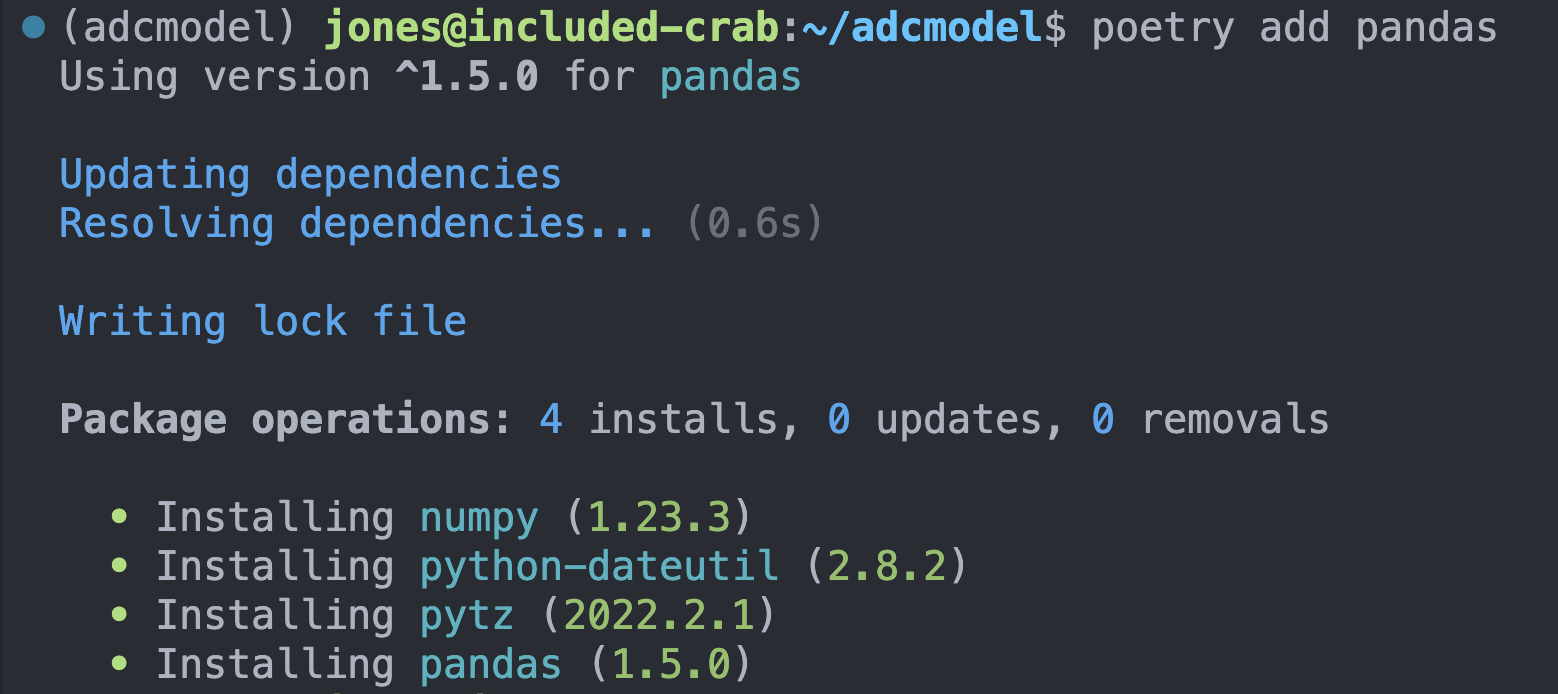 (adcmodel) jones@included-crab:~/adcmodel$ poetry add pandas
Using version ^1.5.0 for pandas
Updating dependencies
Resolving dependencies... (0.6s)
Writing lock file
Package operations: 4 installs, 0 updates, 0 removals
• Installing numpy (1.23.3)
• Installing python-dateutil (2.8.2)
• Installing pytz (2022.2.1)
• Installing pandas (1.5.0)